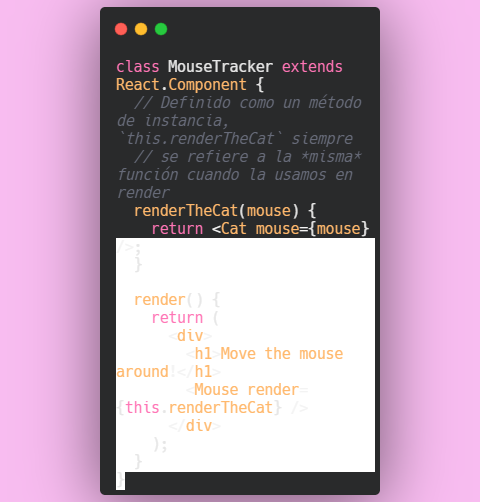 class MouseTracker extends
React.Component {
// Definido como un método
de instancia,
`this.renderTheCat` siempre
// se refiere a la *misma*
función cuando la usamos en
render
renderTheCat(mouse) {
return <Cat mouse={mouse}
/>;
}
render() {
return (
<div>
<h1>Move the mouse
around!</h1>
<Mouse render=
{this.renderTheCat} />
</div>
);
}
}